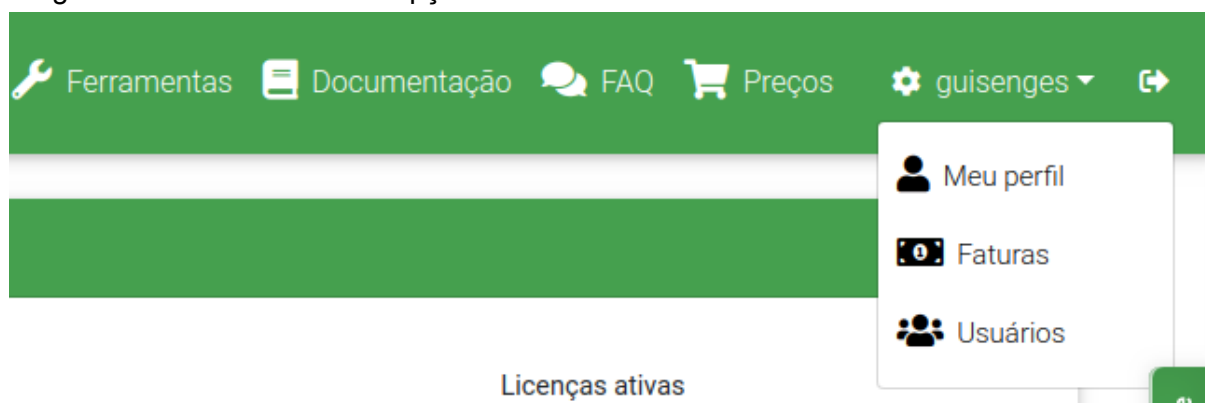 Ferramentas Documentação FAQ Preços guisenges
Meu perfil
Faturas
Usuários
Licenças ativas